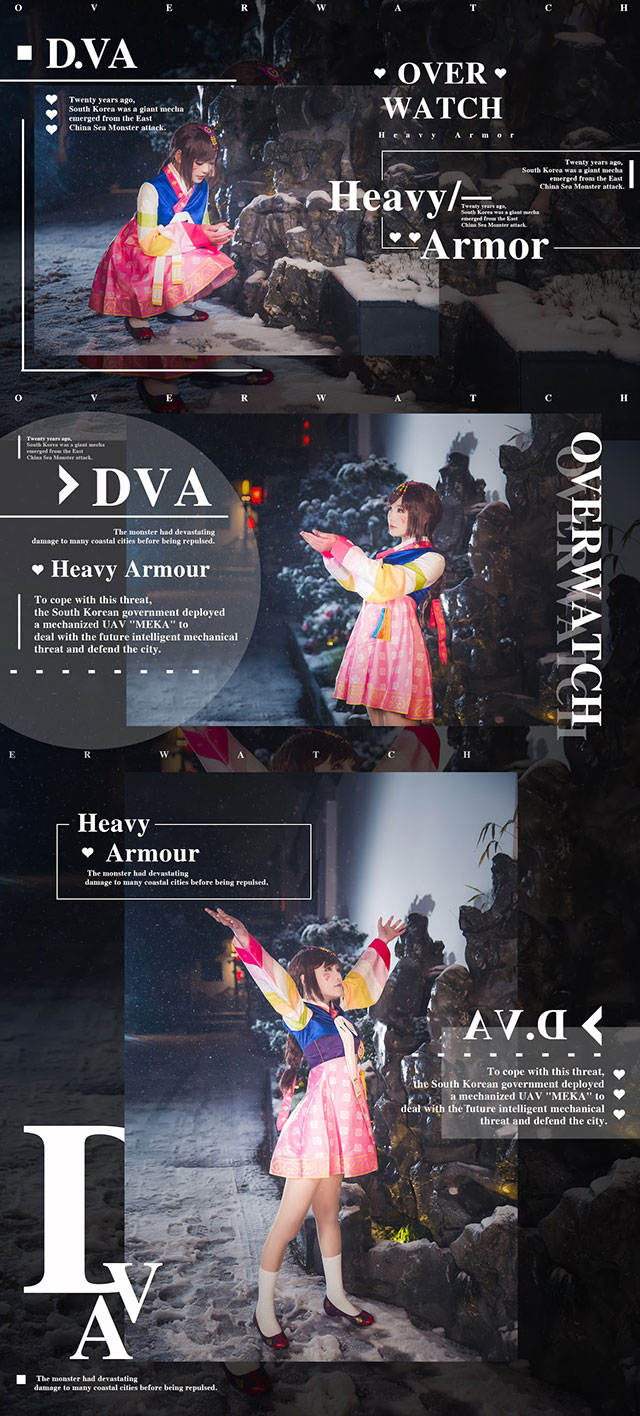 O V E R W A T C H
D.VA
Twenty years ago,
South Korea was a giant mecha
emerged from the East
China Sea Monster attack.
OVER
WATCH
Heavy Armor
Twenty years ago,
South Korea was a giant mecha
emerged from the East
China Sea Monster attack.
Heavy/—
Twenty years ago,
South Korea was a giant mecha
emerged from the East
China Sea Monster attack.
Armor
O V E R W A T C H
Twenty years ago,
South Korea was a giant mecha
emerged from the East
China Sea Monster attack.
DVA
The monster had devastating
damage to many coastal cities before being repulsed.
Heavy Armour
To cope with this threat,
the South Korean government deployed
a mechanized UAV "MEKA" to
deal with the future intelligent mechanical
threat and defend the city.
OVERWATCH
OVERWATCH
E R W A T C H
Heavy
Armour
The monster had devastating
damage to many coastal cities before being repulsed.
D.VA
To cope with this threat,
the South Korean government deployed
a mechanized UAV "MEKA" to
deal with the future intelligent mechanical
threat and defend the city.
D
V
A
The monster had devastating
damage to many coastal cities before being repulsed.